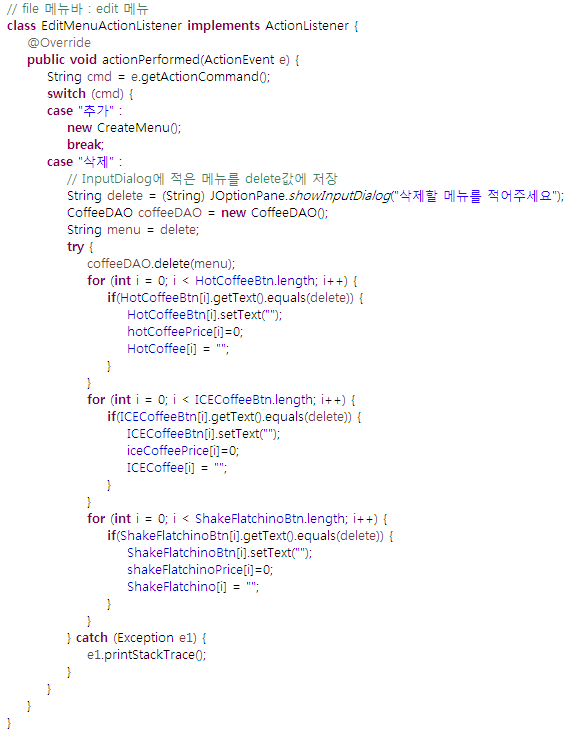 // file 메뉴바 : edit 메뉴
class EditMenuActionListener implements ActionListener {
@Override
public void actionPerformed(ActionEvent e) {
String cmd = e.getActionCommand();
switch (cmd) {
case "추가" :
new CreateMenu();
break;
case "삭제" :
// InputDialog에 적은 메뉴를 delete값에 저장
String delete = (String) JOptionPane.showInputDialog("삭제할 메뉴를 적어주세요");
CoffeeDAO coffeeDAO = new CoffeeDAO();
String menu = delete;
try {
coffeeDAO.delete(menu);
for (int i = 0; i < HotCoffeeBtn.length; i++) {
if(HotCoffeeBtn[i].getText().equals(delete)) {
HotCoffeeBtn[i].setText("");
hotCoffeePrice[i]=0;
HotCoffee[i] = "";
}
}
for (int i = 0; i < ICECoffeeBtn.length; i++) {
if(ICECoffeeBtn[i].getText().equals(delete)) {
ICECoffeeBtn[i].setText("");
iceCoffeePrice[i]=0;
ICECoffee[i] = "";
}
}
for (int i = 0; i < ShakeFlatchinoBtn.length; i++) {
if(ShakeFlatchinoBtn[i].getText().equals(delete)) {
ShakeFlatchinoBtn[i].setText("");
shakeFlatchinoPrice[i]=0;
ShakeFlatchino[i] = "";
}
}
} catch (Exception e1) {
e1.printStackTrace();
}
}
}
}